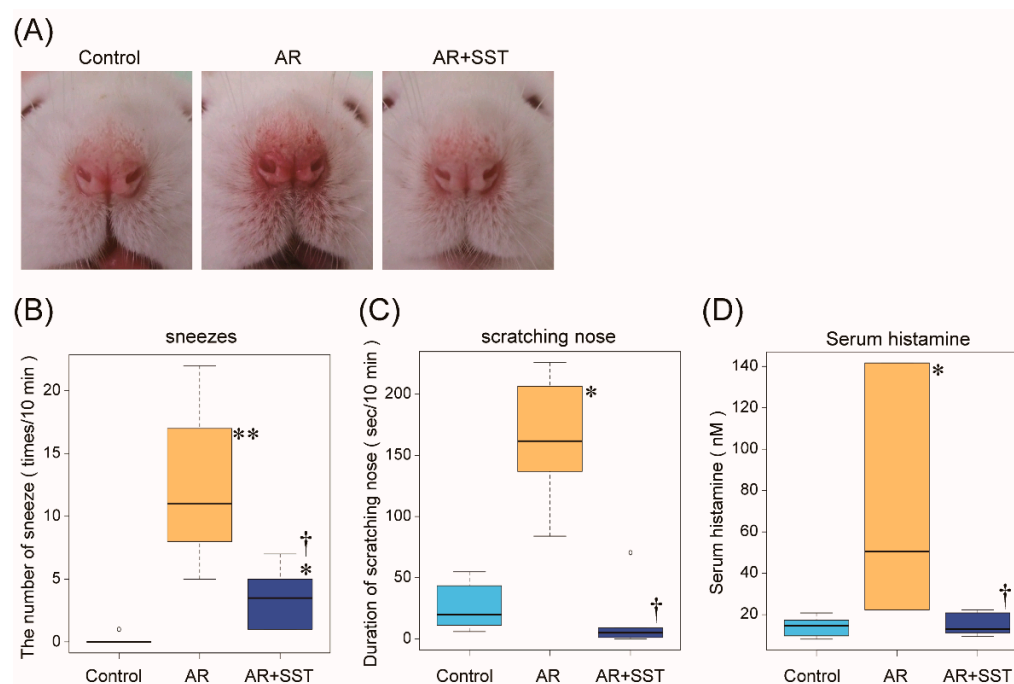 (A)
Control AR AR+SST
(B)
sneezes
The number of sneeze ( times/10 min )
20
15
10
5
0
**
†
*
Control AR AR+SST
(C)
scratching nose
Duration of scratching nose ( sec/10 min )
200
150
100
50
0
*
†
Control AR AR+SST
(D)
Serum histamine
Serum histamine ( nM )
140
120
100
80
60
40
20
*
†
Control AR AR+SST